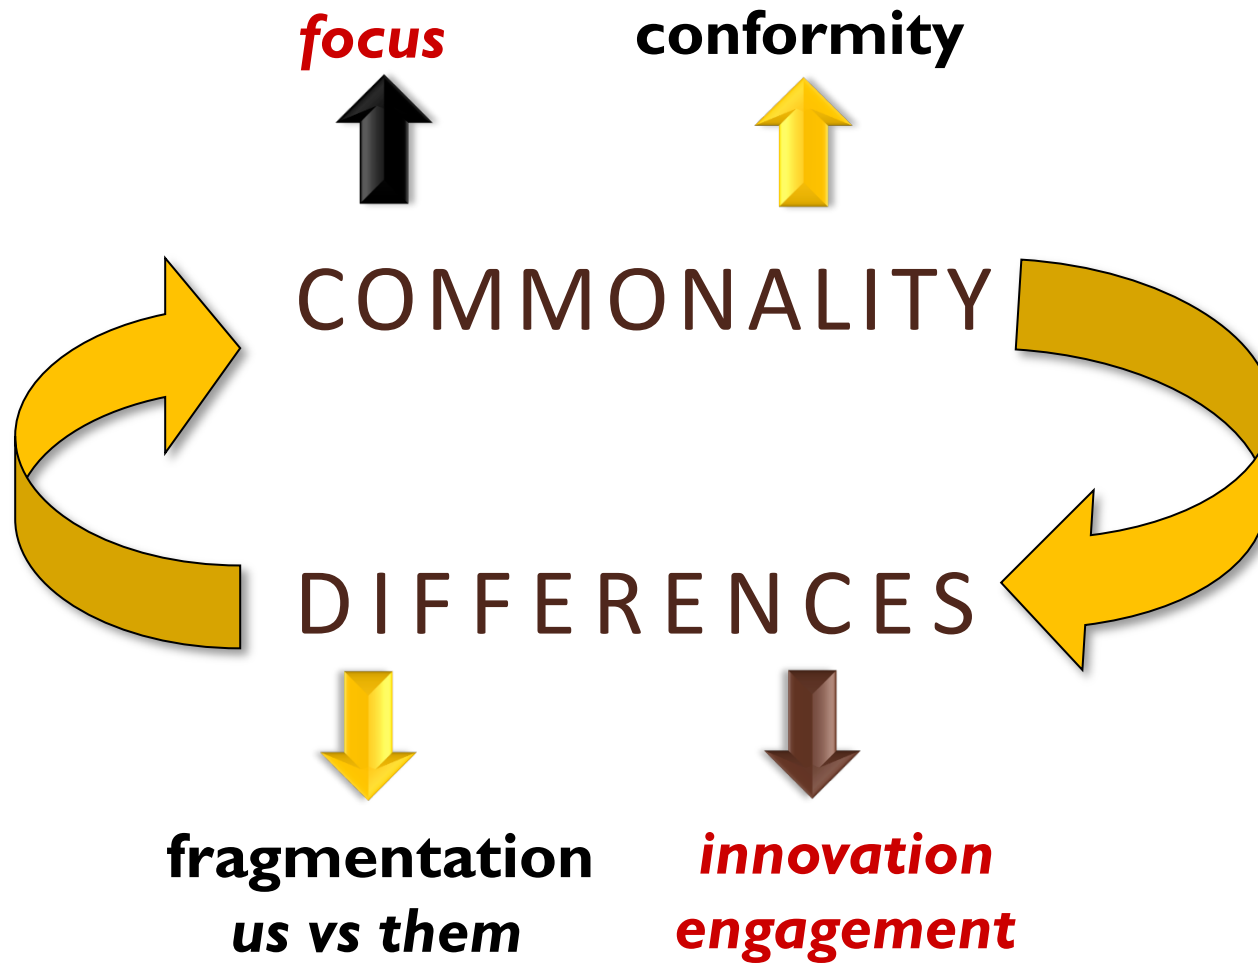 focus
conformity
COMMONALITY
DIFFERENCES
fragmentation
us vs them
innovation
engagement